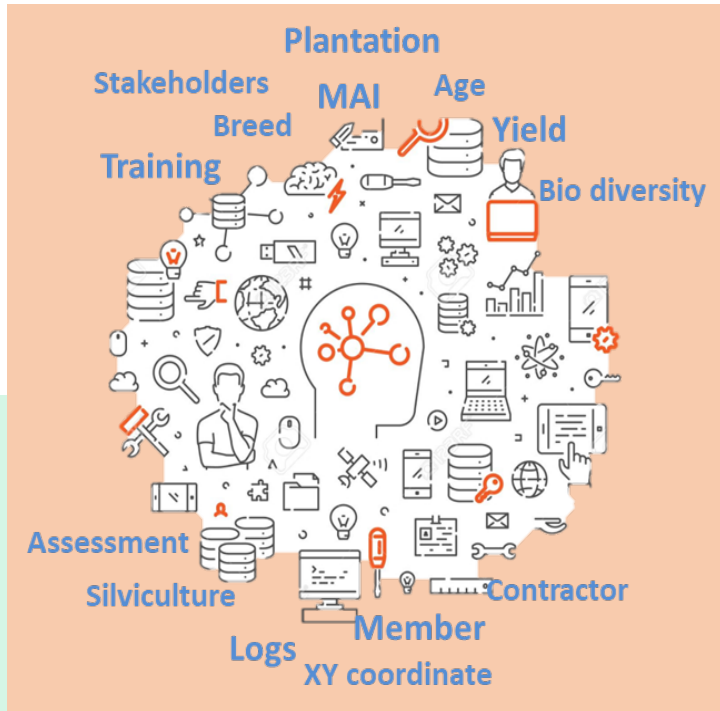 Plantation
Stakeholders
MAI
Age
Breed
Yield
Training
Bio diversity
Assessment
Silviculture
Contractor
Member
Logs
XY coordinate